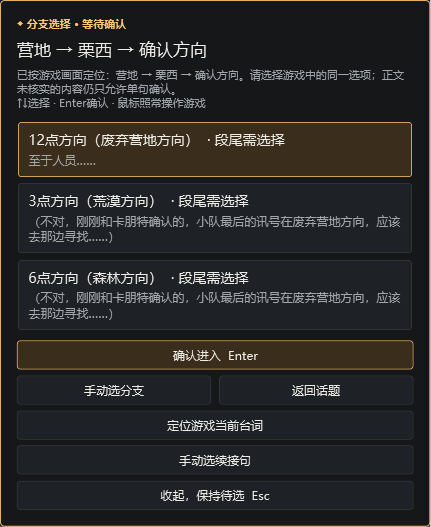 ✦ 分支选择 · 等待确认
营地 → 栗西 → 确认方向
已按游戏画面定位：营地 → 栗西 → 确认方向。请选择游戏中的同一选项；正文
未核实的内容仍只允许单句确认。
↑↓选择 · Enter确认 · 鼠标照常操作游戏
12点方向（废弃营地方向） · 段尾需选择
至于人员……
3点方向（荒漠方向） · 段尾需选择
（不对，刚刚和卡朋特确认的，小队最后的讯号在废弃营地方向，应该
去那边寻找……）
6点方向（森林方向） · 段尾需选择
（不对，刚刚和卡朋特确认的，小队最后的讯号在废弃营地方向，应该
去那边寻找……）
确认进入 Enter
手动选分支
返回话题
定位游戏当前台词
手动选续接句
收起，保持待选 Esc